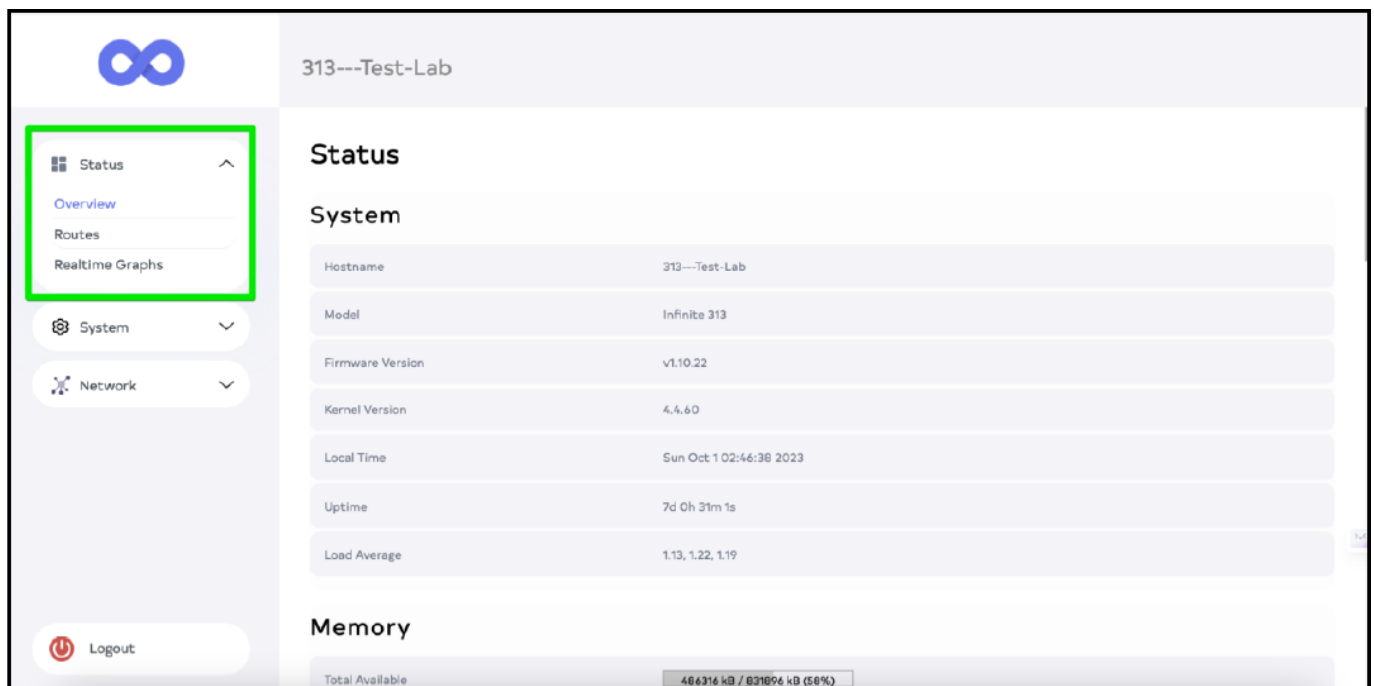 313---Test-Lab
Status
Overview
Routes
Realtime Graphs
System
Network
Logout
Status
System
Hostname 313---Test-Lab
Model Infinite 313
Firmware Version v1.10.22
Kernel Version 4.4.60
Local Time Sun Oct 1 02:46:38 2023
Uptime 7d 0h 31m 1s
Load Average 1.13, 1.22, 1.19
Memory
Total Available 486316 kB / 831896 kB (58%)